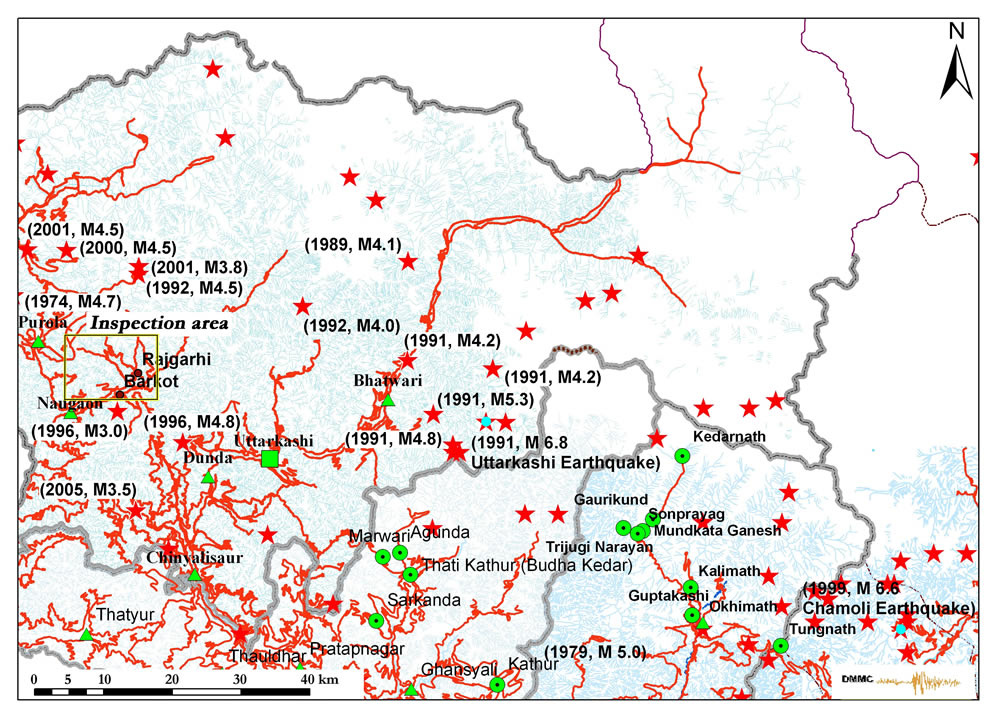 N
(2001, M4.5)
(2000, M4.5)
(1989, M4.1)
(2001, M3.8)
(1992, M4.5)
(1974, M4.7)
Purola
Inspection area
(1992, M4.0)
(1991, M4.2)
Rajgarhi
Barkot
Bhatwari
(1991, M4.2)
Naugaon
(1991, M5.3)
(1996, M3.0)
(1996, M4.8)
Uttarkashi
(1991, M4.8)
(1991, M 6.8
Uttarkashi Earthquake)
Kedarnath
Dunda
(2005, M3.5)
Gaurikund
Sonprayag
Mundkata Ganesh
Marwari
Agunda
Trijugi Narayan
Chinyalisaur
Thati Kathur (Budha Kedar)
Kalimath
(1999, M 6.6
Chamoli Earthquake)
Guptakashi
Okhimath
Sarkanda
Thatyur
Tungnath
Pratapnagar
Thauldhar
(1979, M 5.0)
Ghansyali
Kathur
0 5 10 20 30 40 km
DMMC